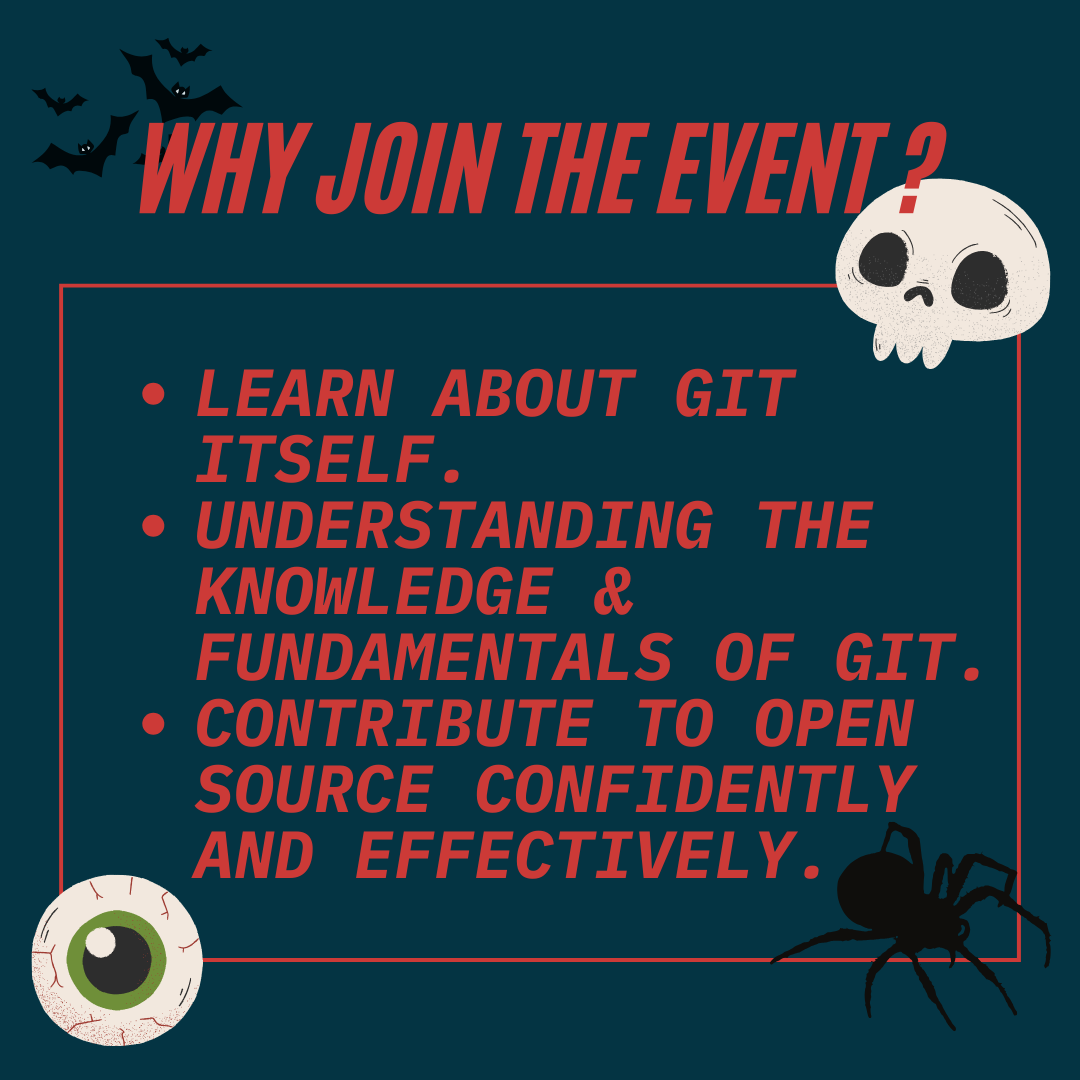 WHY JOIN THE EVENT ?
• LEARN ABOUT GIT
ITSELF.
• UNDERSTANDING THE
KNOWLEDGE &
FUNDAMENTALS OF GIT.
• CONTRIBUTE TO OPEN
SOURCE CONFIDENTLY
AND EFFECTIVELY.